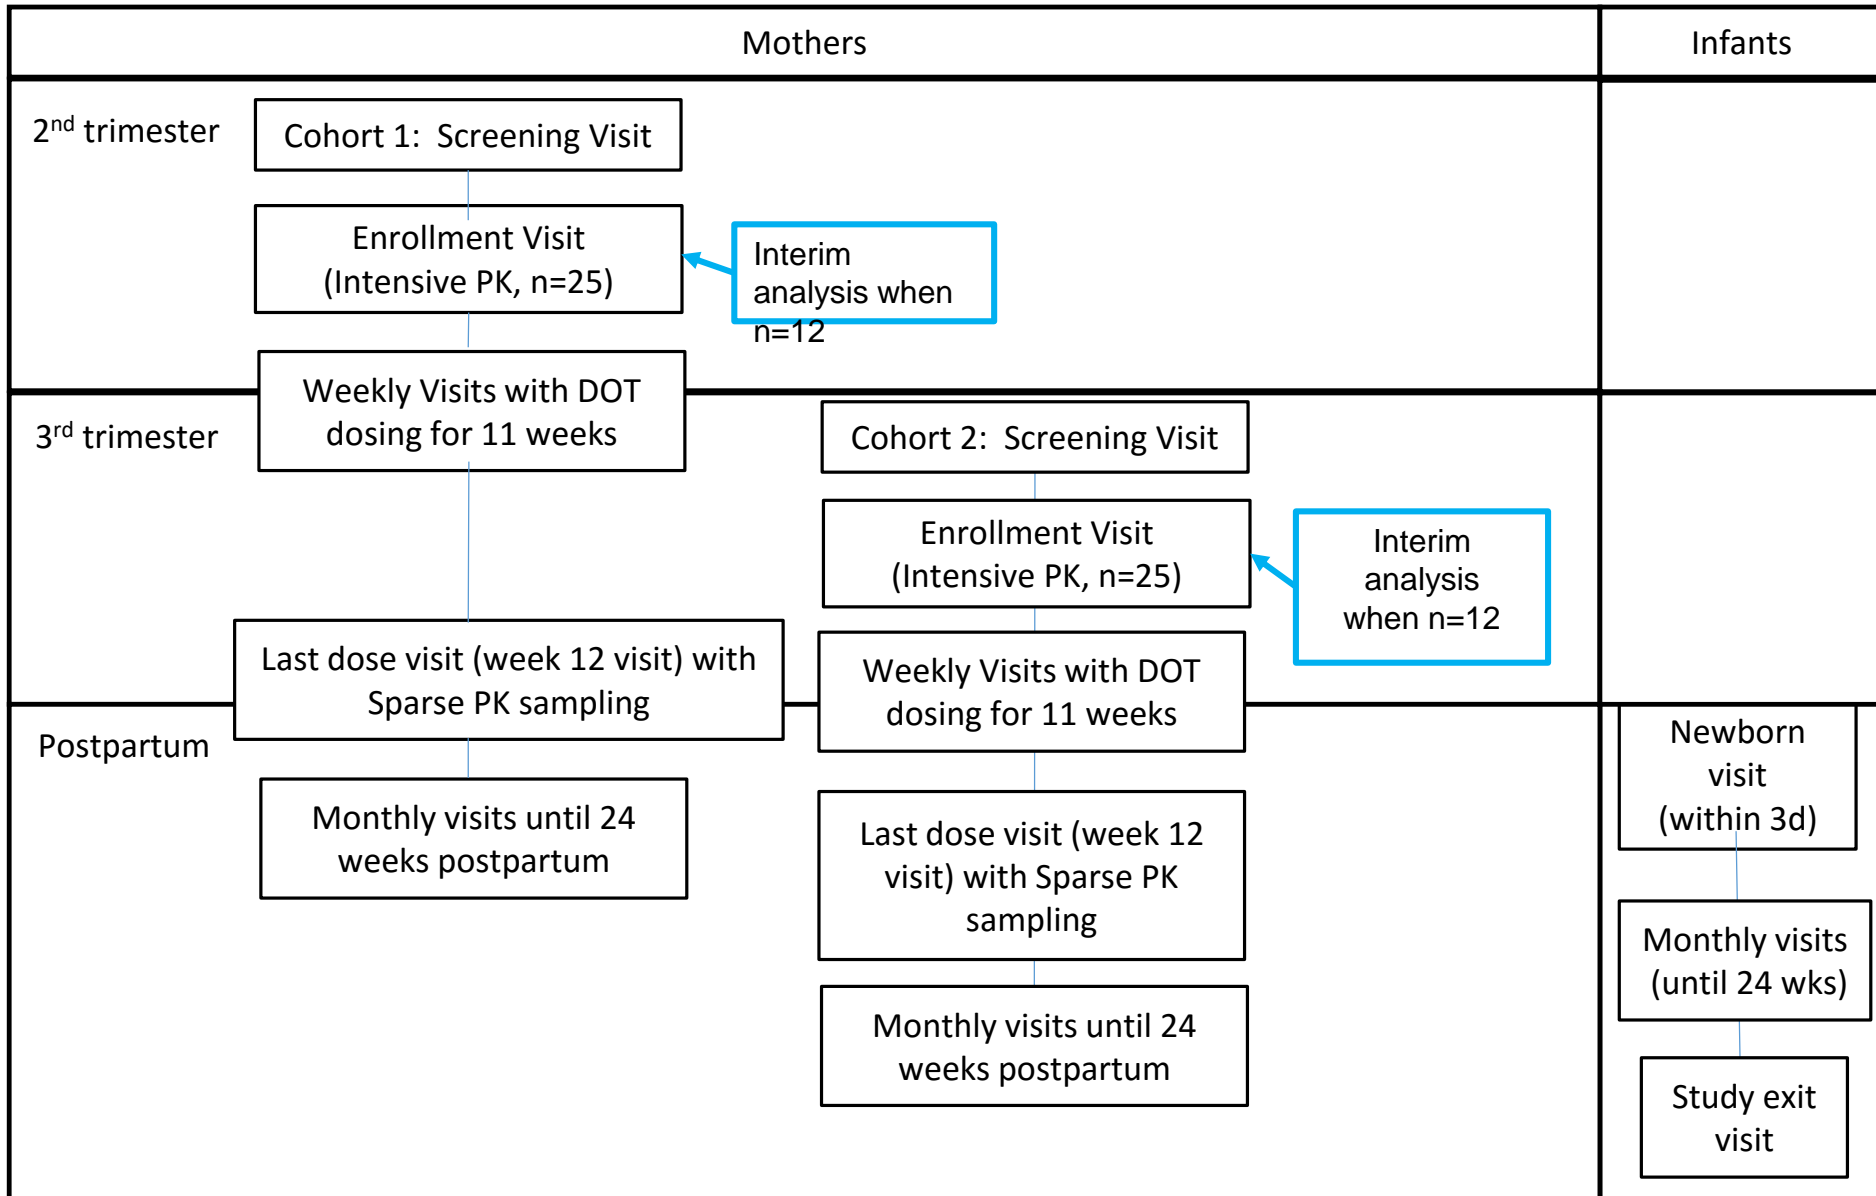 Mothers
Infants
2nd trimester
Cohort 1:  Screening Visit
Enrollment Visit
(Intensive PK, n=25)
Interim
analysis when
n=12
Weekly Visits with DOT
dosing for 11 weeks
3rd trimester
Cohort 2:  Screening Visit
Enrollment Visit
(Intensive PK, n=25)
Interim
analysis
when n=12
Last dose visit (week 12 visit) with
Sparse PK sampling
Weekly Visits with DOT
dosing for 11 weeks
Postpartum
Newborn
visit
(within 3d)
Monthly visits until 24
weeks postpartum
Last dose visit (week 12
visit) with Sparse PK
sampling
Monthly visits
(until 24 wks)
Monthly visits until 24
weeks postpartum
Study exit
visit